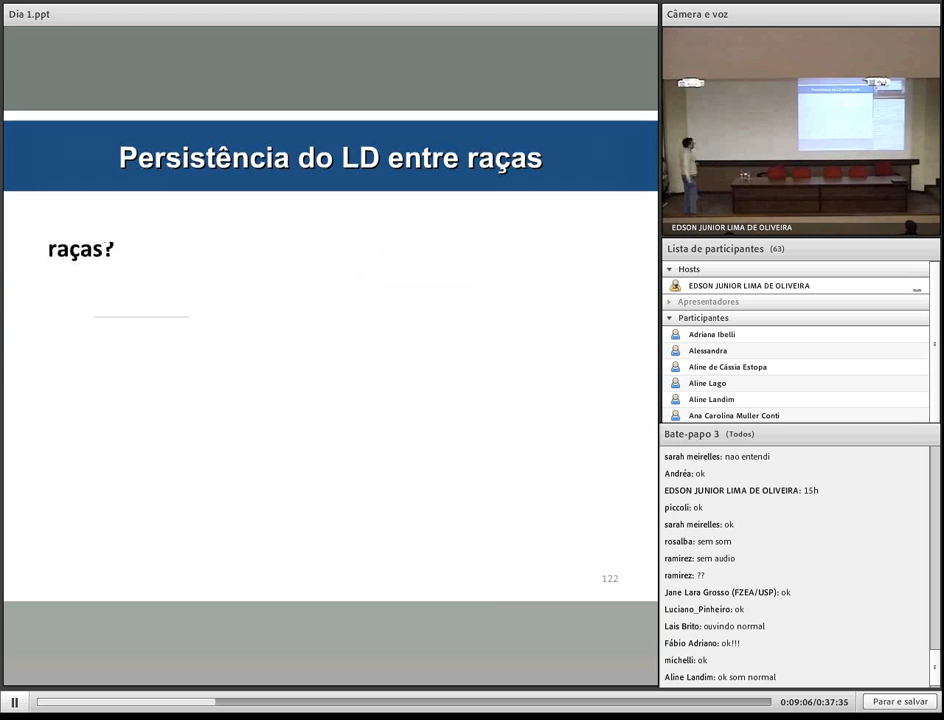 Dia 1.ppt
Persistência do LD entre raças
raças?
122
Câmera e voz
EDSON JUNIOR LIMA DE OLIVEIRA
Lista de participantes (63)
Hosts
EDSON JUNIOR LIMA DE OLIVEIRA
Apresentadores
Participantes
Adriana Ibelli
Alessandra
Aline de Cássia Estopa
Aline Lago
Aline Landim
Ana Carolina Muller Conti
Bate-papo 3 (Todos)
sarah meirelles: nao entendi
Andréa: ok
EDSON JUNIOR LIMA DE OLIVEIRA: 15h
piccoli: ok
sarah meirelles: ok
rosalba: sem som
ramirez: sem audio
ramirez: ??
Jane Lara Grosso (FZEA/USP): ok
Luciano_Pinheiro: ok
Lais Brito: ouvindo normal
Fábio Adriano: ok!!!
michelli: ok
Aline Landim: ok som normal
0:09:06/0:37:35
Parar e salvar